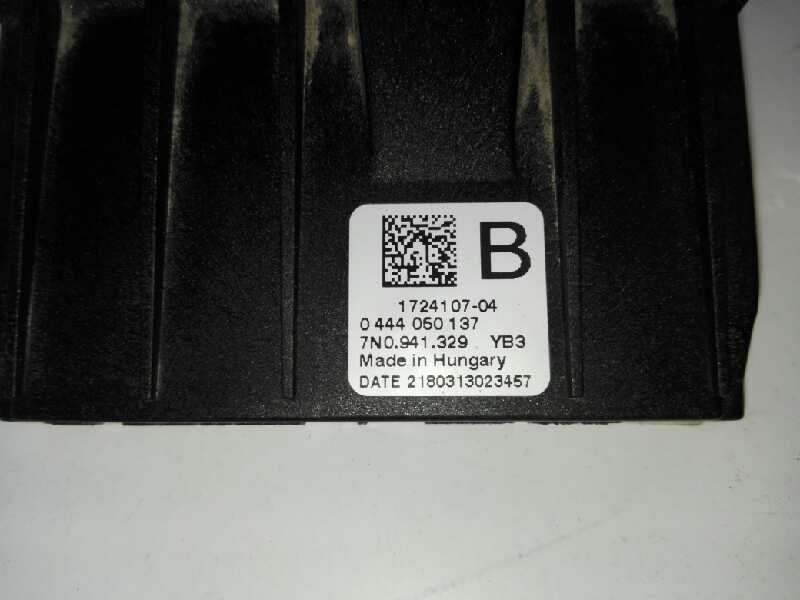 B
1724107-04
0 444 050 137
7N0.941.329 YB3
Made in Hungary
DATE 2180313023457